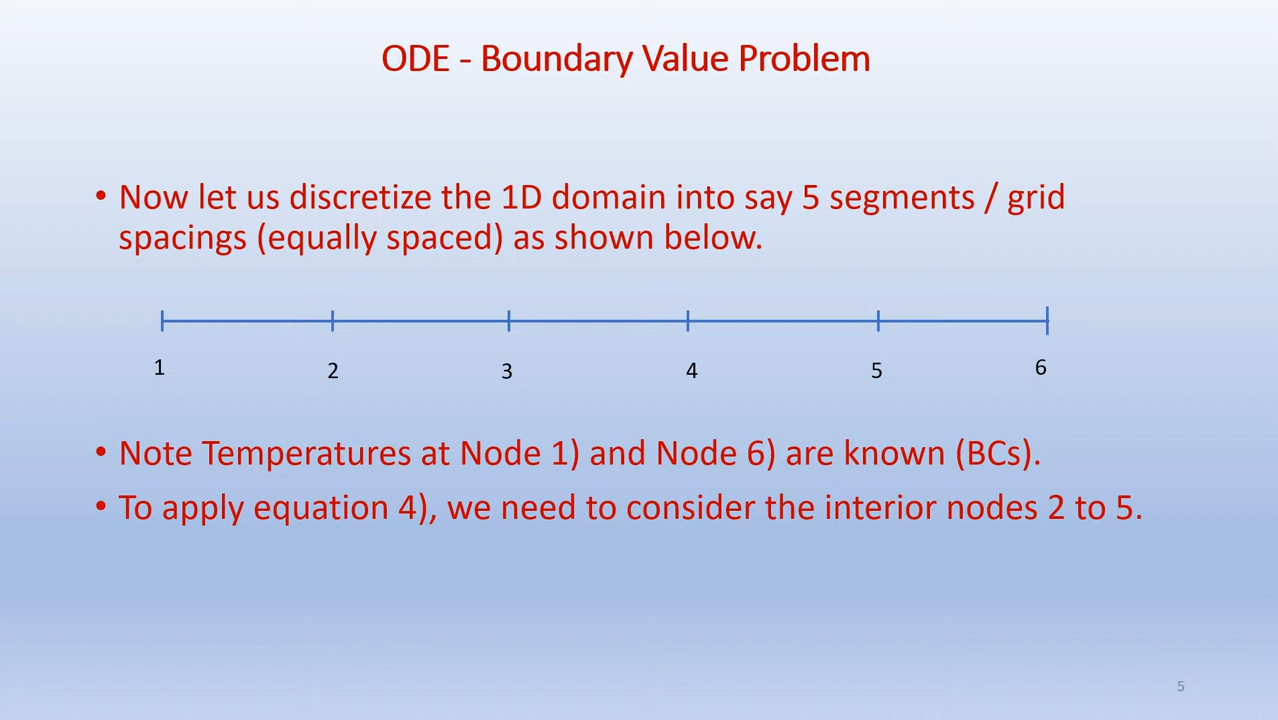 ODE - Boundary Value Problem
• Now let us discretize the 1D domain into say 5 segments / grid
spacings (equally spaced) as shown below.
1 2 3 4 5 6
• Note Temperatures at Node 1) and Node 6) are known (BCs).
• To apply equation 4), we need to consider the interior nodes 2 to 5.
5